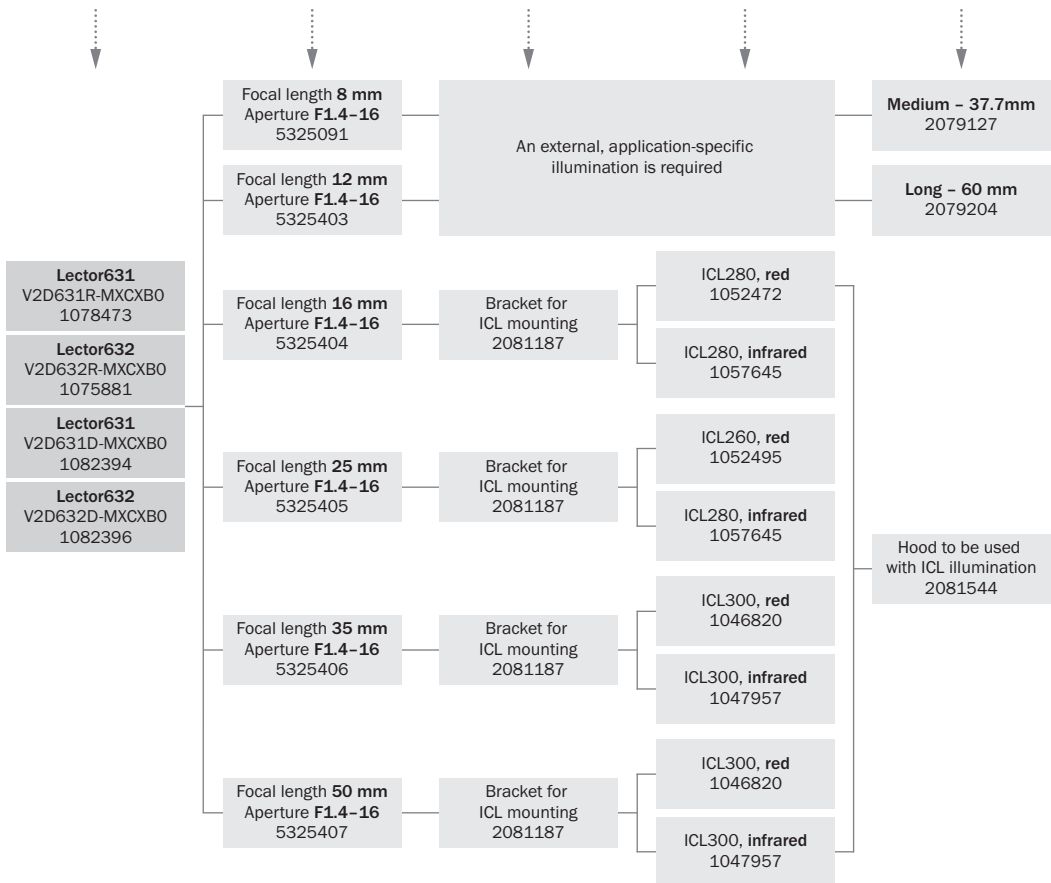 Lector631
V2D631R-MXCXB0
1078473
Lector632
V2D632R-MXCXB0
1075881
Lector631
V2D631D-MXCXB0
1082394
Lector632
V2D632D-MXCXB0
1082396
Focal length 8 mm
Aperture F1.4–16
5325091
Focal length 12 mm
Aperture F1.4–16
5325403
An external, application-specific
illumination is required
Medium – 37.7mm
2079127
Long – 60 mm
2079204
Focal length 16 mm
Aperture F1.4–16
5325404
Bracket for
ICL mounting
2081187
ICL280, red
1052472
ICL280, infrared
1057645
Focal length 25 mm
Aperture F1.4–16
5325405
Bracket for
ICL mounting
2081187
ICL260, red
1052495
ICL280, infrared
1057645
Focal length 35 mm
Aperture F1.4–16
5325406
Bracket for
ICL mounting
2081187
ICL300, red
1046820
ICL300, infrared
1047957
Focal length 50 mm
Aperture F1.4–16
5325407
Bracket for
ICL mounting
2081187
ICL300, red
1046820
ICL300, infrared
1047957
Hood to be used
with ICL illumination
2081544